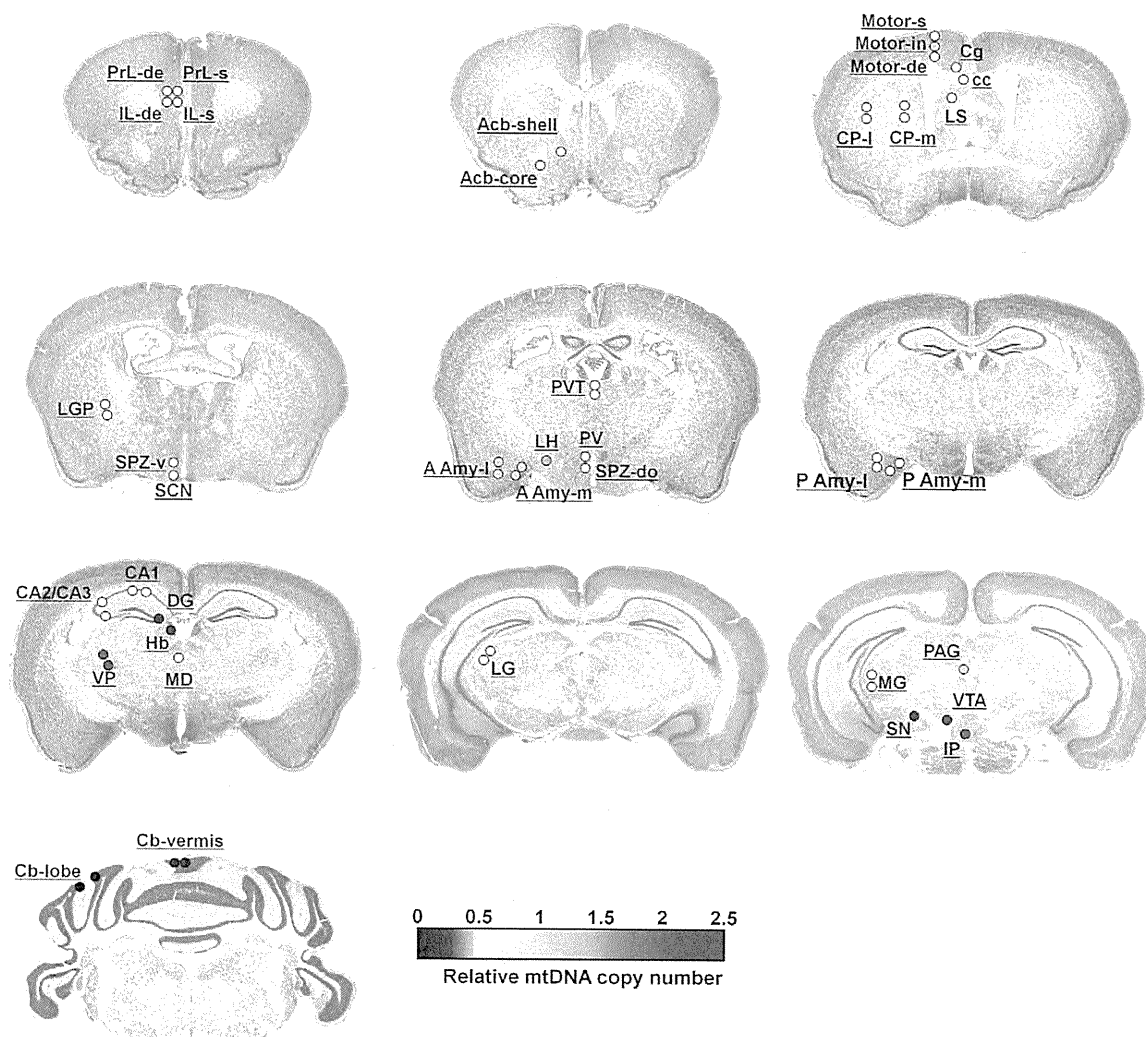 PrL-de PrL-s
IL-de IL-s
Acb-shell
Acb-core
Motor-s
Motor-in
Motor-de
Cg
cc
LS
CP-l CP-m
LGP
SPZ-v
SCN
PVT
LH PV
A Amy-l SPZ-do
A Amy-m
P Amy-l P Amy-m
CA1
CA2/CA3
DG
Hb
VP MD
LG
PAG
MG
VTA
SN
IP
Cb-vermis
Cb-lobe
0 0.5 1 1.5 2 2.5
Relative mtDNA copy number